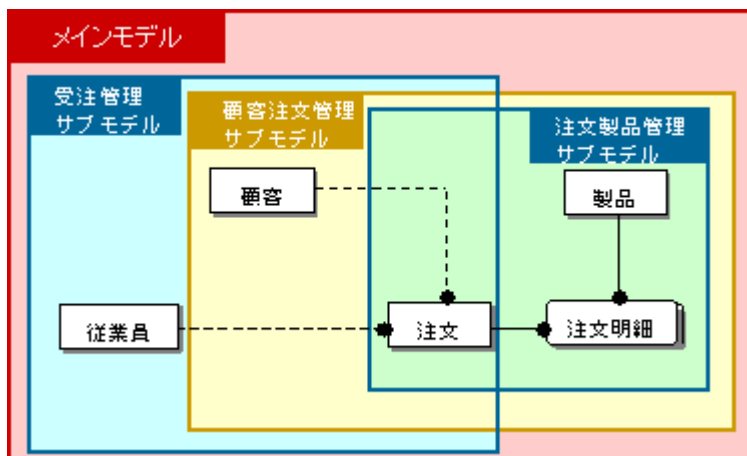 メインモデル
受注管理
サブモデル
顧客注文管理
サブモデル
注文製品管理
サブモデル
顧客
製品
従業員
注文
注文明細